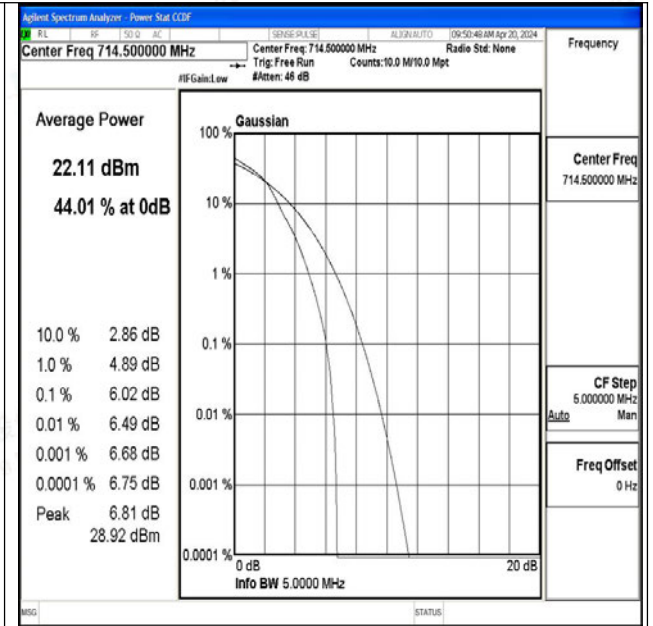 Agilent Spectrum Analyzer - Power Stat CCDF
RL RF 50 Ω AC SENSE:PULSE ALIGN AUTO 09:50:48 AM Apr 20, 2024
Center Freq 714.500000 MHz
Center Freq: 714.500000 MHz Radio Std: None
Trig: Free Run Counts:10.0 M/10.0 Mpt
#IFGain:Low #Atten: 46 dB
Frequency
Average Power
22.11 dBm
44.01 % at 0dB
10.0 % 2.86 dB
1.0 % 4.89 dB
0.1 % 6.02 dB
0.01 % 6.49 dB
0.001 % 6.68 dB
0.0001 % 6.75 dB
Peak 6.81 dB
28.92 dBm
Gaussian
100 %
10 %
1 %
0.1 %
0.01 %
0.001 %
0.0001 %
0 dB 20 dB
Info BW 5.0000 MHz
Center Freq
714.500000 MHz
CF Step
5.000000 MHz
Auto Man
Freq Offset
0 Hz
MSG STATUS